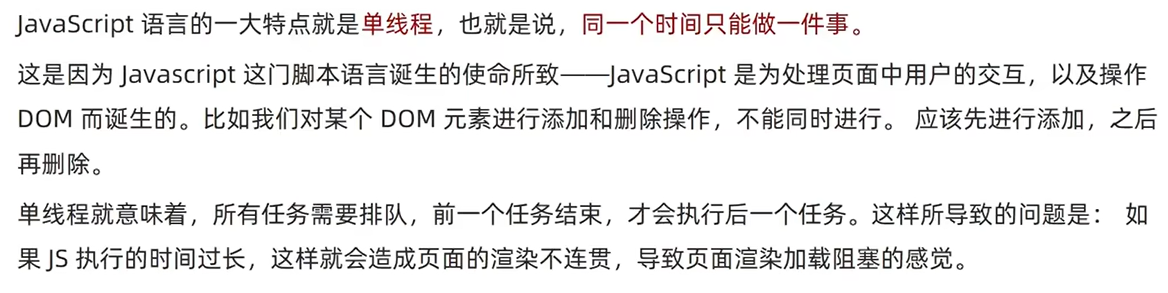 JavaScript 语言的一大特点就是单线程，也就是说，同一个时间只能做一件事。
这是因为 Javascript 这门脚本语言诞生的使命所致——JavaScript 是为处理页面中用户的交互，以及操作
DOM 而诞生的。比如我们对某个 DOM 元素进行添加和删除操作，不能同时进行。 应该先进行添加，之后
再删除。
单线程就意味着，所有任务需要排队，前一个任务结束，才会执行后一个任务。这样所导致的问题是： 如
果 JS 执行的时间过长，这样就会造成页面的渲染不连贯，导致页面渲染加载阻塞的感觉。